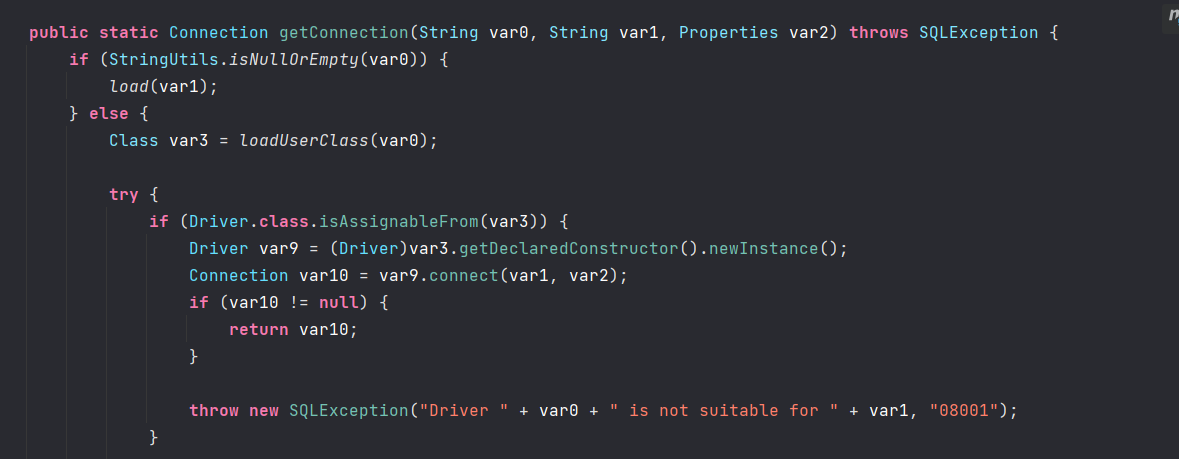 public static Connection getConnection(String var0, String var1, Properties var2) throws SQLException {
    if (StringUtils.isNullOrEmpty(var0)) {
        load(var1);
    } else {
        Class var3 = loadUserClass(var0);

        try {
            if (Driver.class.isAssignableFrom(var3)) {
                Driver var9 = (Driver)var3.getDeclaredConstructor().newInstance();
                Connection var10 = var9.connect(var1, var2);
                if (var10 != null) {
                    return var10;
                }

                throw new SQLException("Driver " + var0 + " is not suitable for " + var1, "08001");
            }